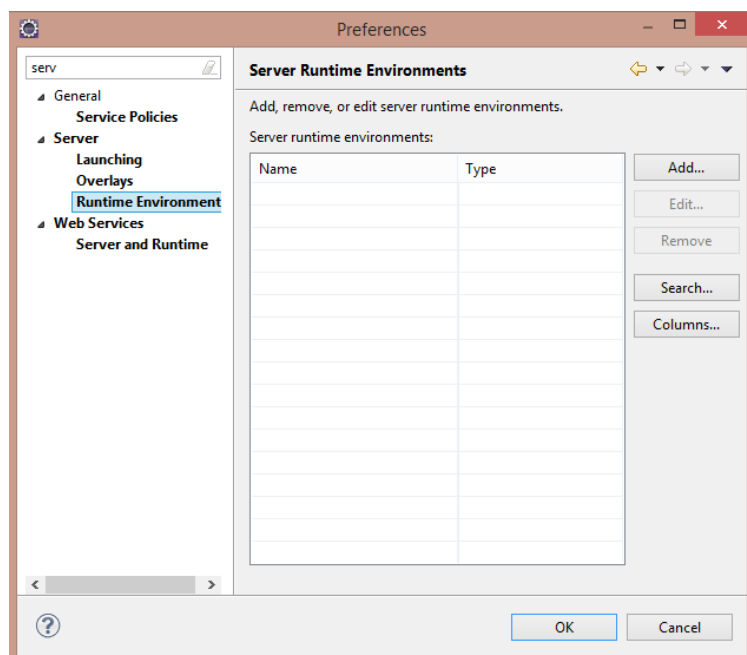 Preferences
serv
General
Service Policies
Server
Launching
Overlays
Runtime Environment
Web Services
Server and Runtime
Server Runtime Environments
Add, remove, or edit server runtime environments.
Server runtime environments:
Name Type
Add...
Edit...
Remove
Search...
Columns...
?
OK Cancel